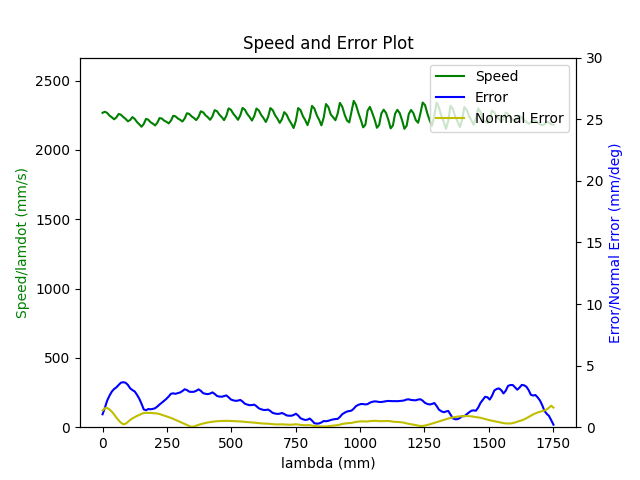 Speed and Error Plot
Speed
Error
Normal Error
2500
2000
1500
1000
500
0
Speed/lamdot (mm/s)
30
25
20
15
10
5
0
Error/Normal Error (mm/deg)
0 250 500 750 1000 1250 1500 1750
lambda (mm)